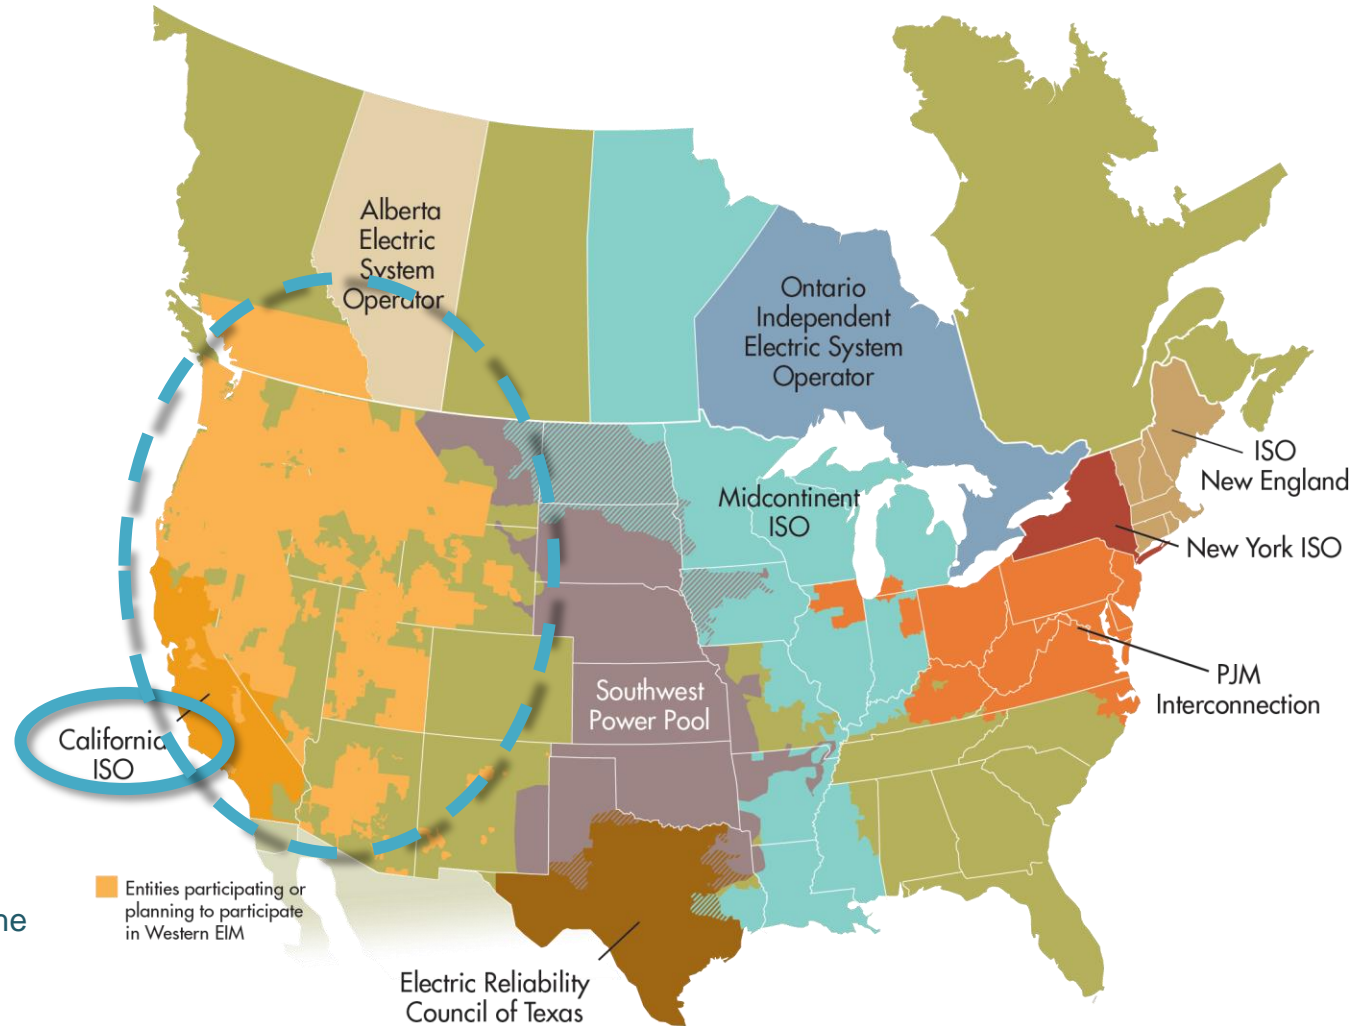 Alberta
Electric
System
Operator
Ontario
Independent
Electric System
Operator
ISO
New England
Midcontinent
ISO
New York ISO
PJM
Interconnection
Southwest
Power Pool
California
ISO
Entities participating or
planning to participate
in Western EIM
ne
Electric Reliability
Council of Texas